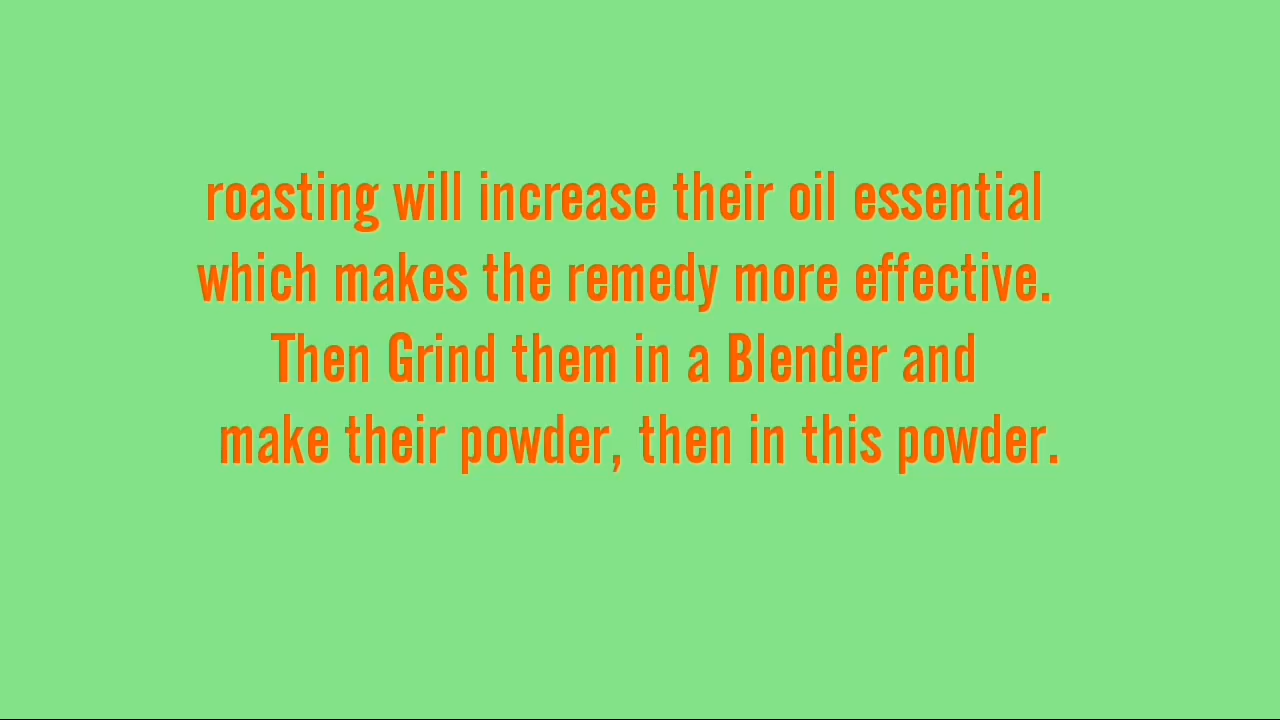 roasting will increase their oil essential
which makes the remedy more effective.
Then Grind them in a Blender and
make their powder, then in this powder.